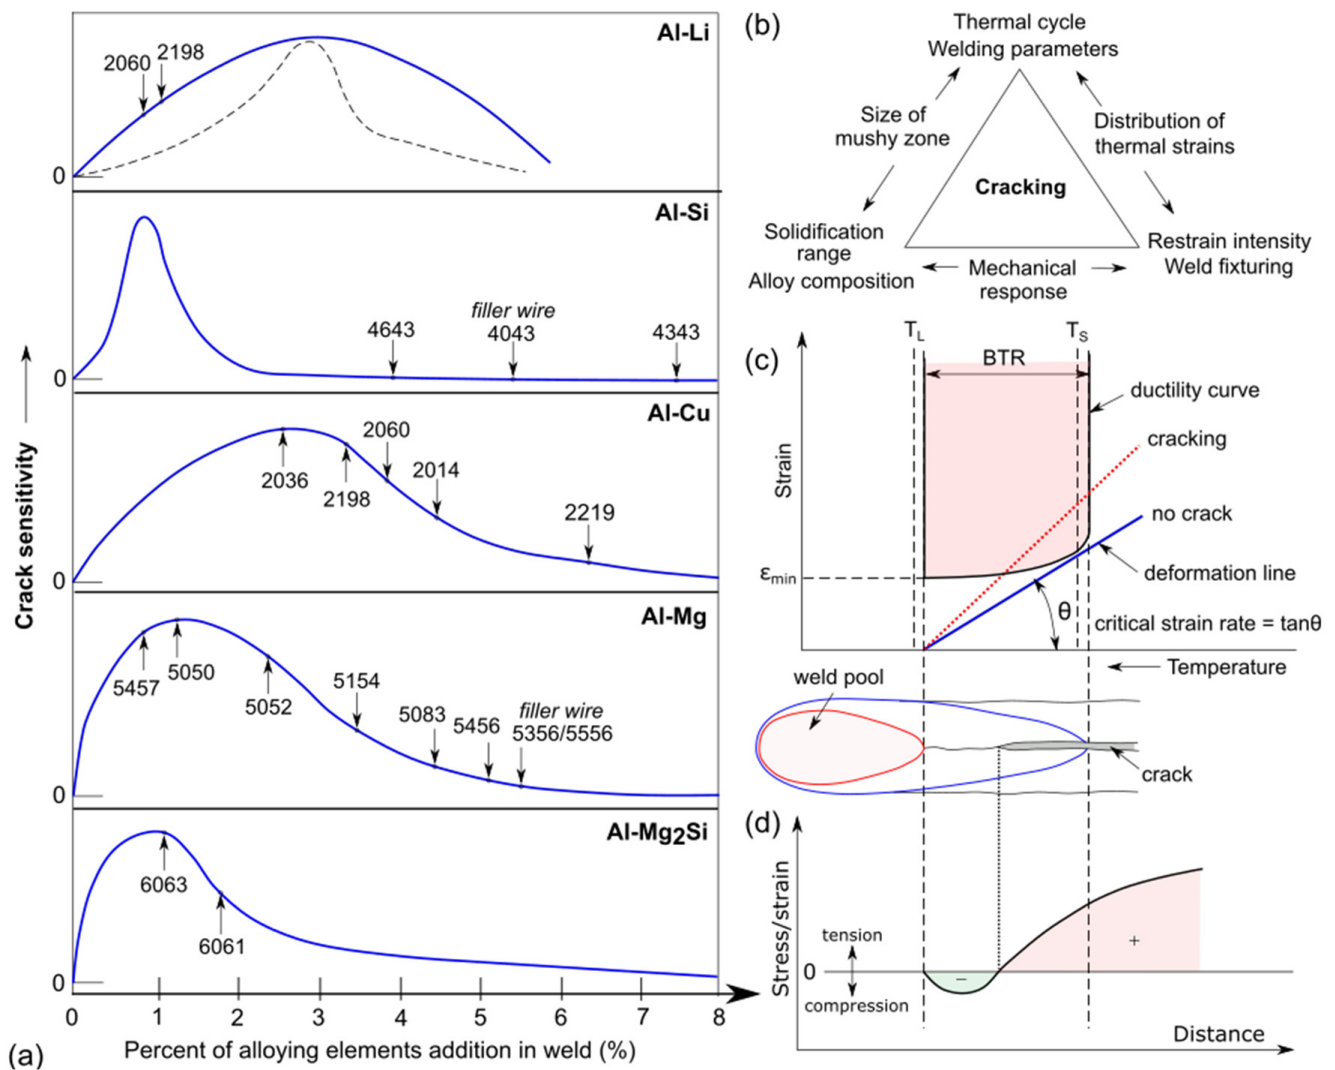 Al-Li
2060
2198
0
Al-Si
filler wire
4643
4043
4343
0
Al-Cu
2060
2036
2198
2014
2219
0
Al-Mg
5457
5050
5052
5154
5083
5456
filler wire
5356/5556
0
Al-Mg2Si
6063
6061
0
Crack sensitivity
0 1 2 3 4 5 6 7 8
Percent of alloying elements addition in weld (%)
(a)
(b)
Thermal cycle
Welding parameters
Size of
mushy zone
Distribution of
thermal strains
Cracking
Solidification
range
Alloy composition
Mechanical
response
Restrain intensity
Weld fixturing
(c)
TL
TS
BTR
ductility curve
cracking
Strain
no crack
εmin
deformation line
θ
critical strain rate = tanθ
Temperature
weld pool
crack
(d)
Stress/strain
tension
0
compression
−
+
Distance